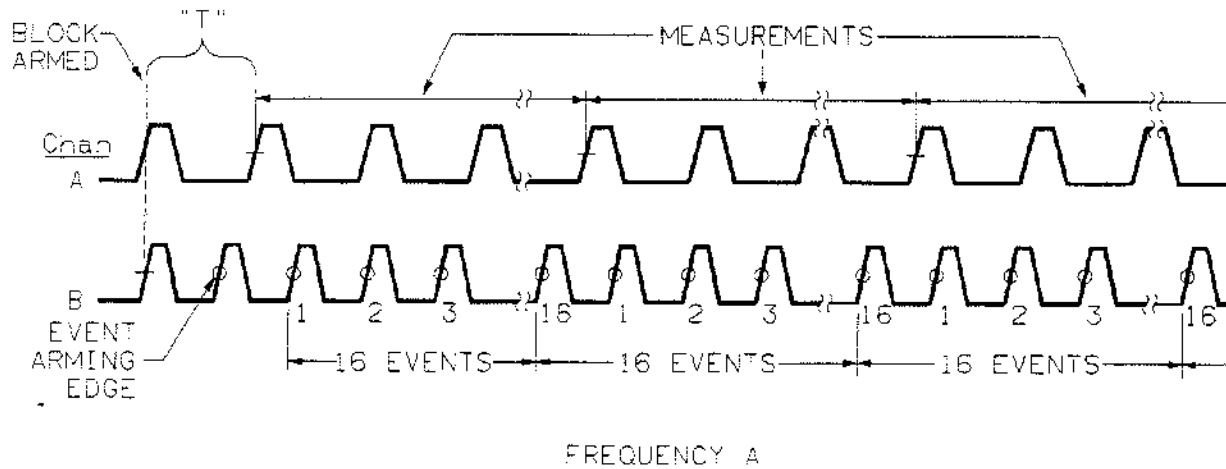 "T"
BLOCK
ARMED
MEASUREMENTS
Chan
A
B
1 2 3 16 1 2 3 16 1 2 3 16
EVENT
ARMING
EDGE
16 EVENTS 16 EVENTS 16 EVENTS
FREQUENCY A